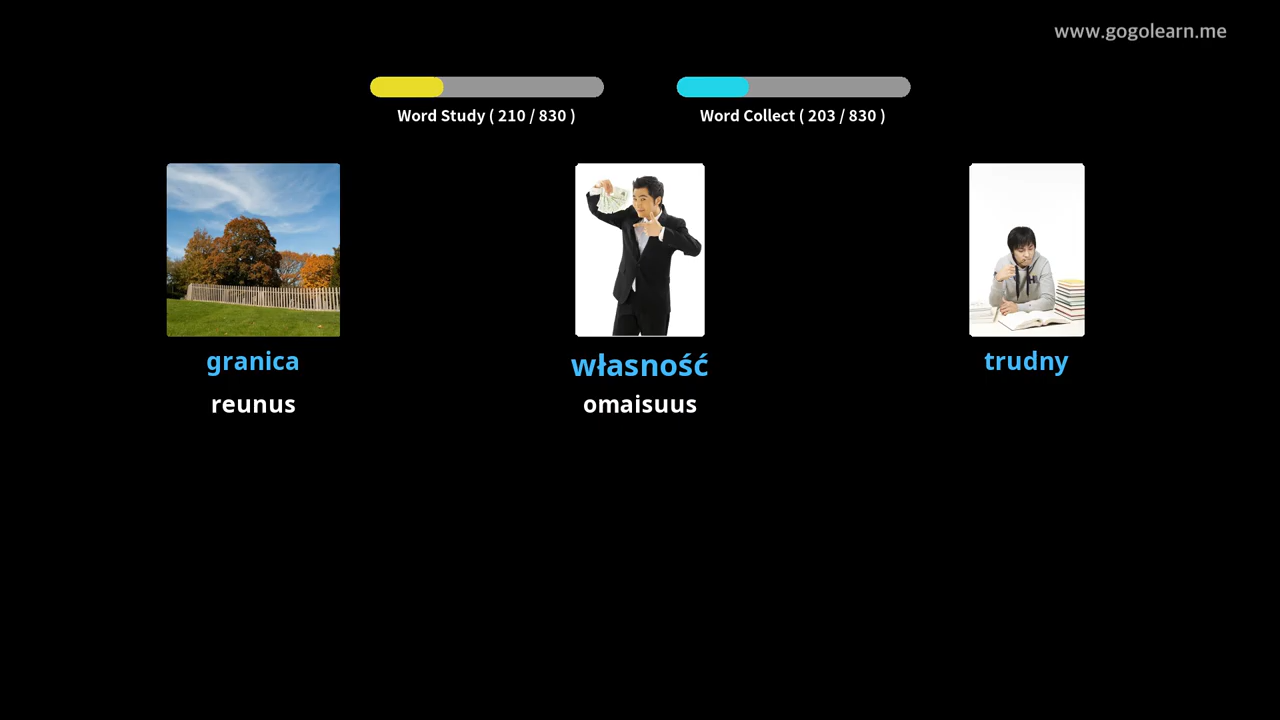 www.gogolearn.me
Word Study ( 210 / 830 )
Word Collect ( 203 / 830 )
granica
własność
trudny
reunus
omaisuus